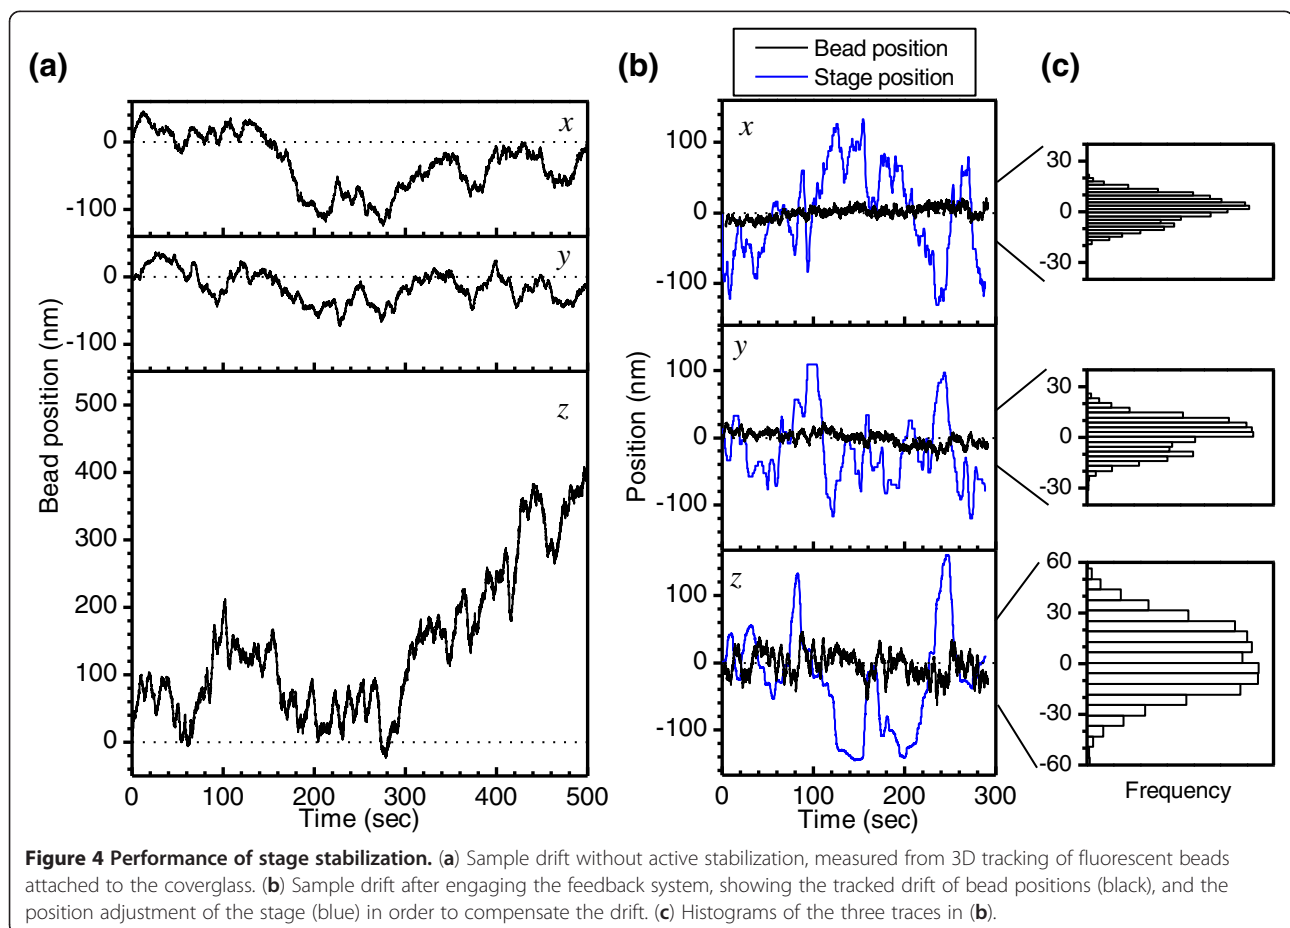 (a)
x
0
-100
y
0
-100
z
500
400
300
200
100
0
Bead position (nm)
0 100 200 300 400 500
Time (sec)
(b)
Bead position
Stage position
x
100
0
-100
y
100
0
-100
z
100
0
-100
Position (nm)
0 100 200 300
Time (sec)
(c)
30
0
-30
30
0
-30
60
30
0
-30
-60
Frequency
Figure 4 Performance of stage stabilization. (a) Sample drift without active stabilization, measured from 3D tracking of fluorescent beads
attached to the coverglass. (b) Sample drift after engaging the feedback system, showing the tracked drift of bead positions (black), and the
position adjustment of the stage (blue) in order to compensate the drift. (c) Histograms of the three traces in (b).